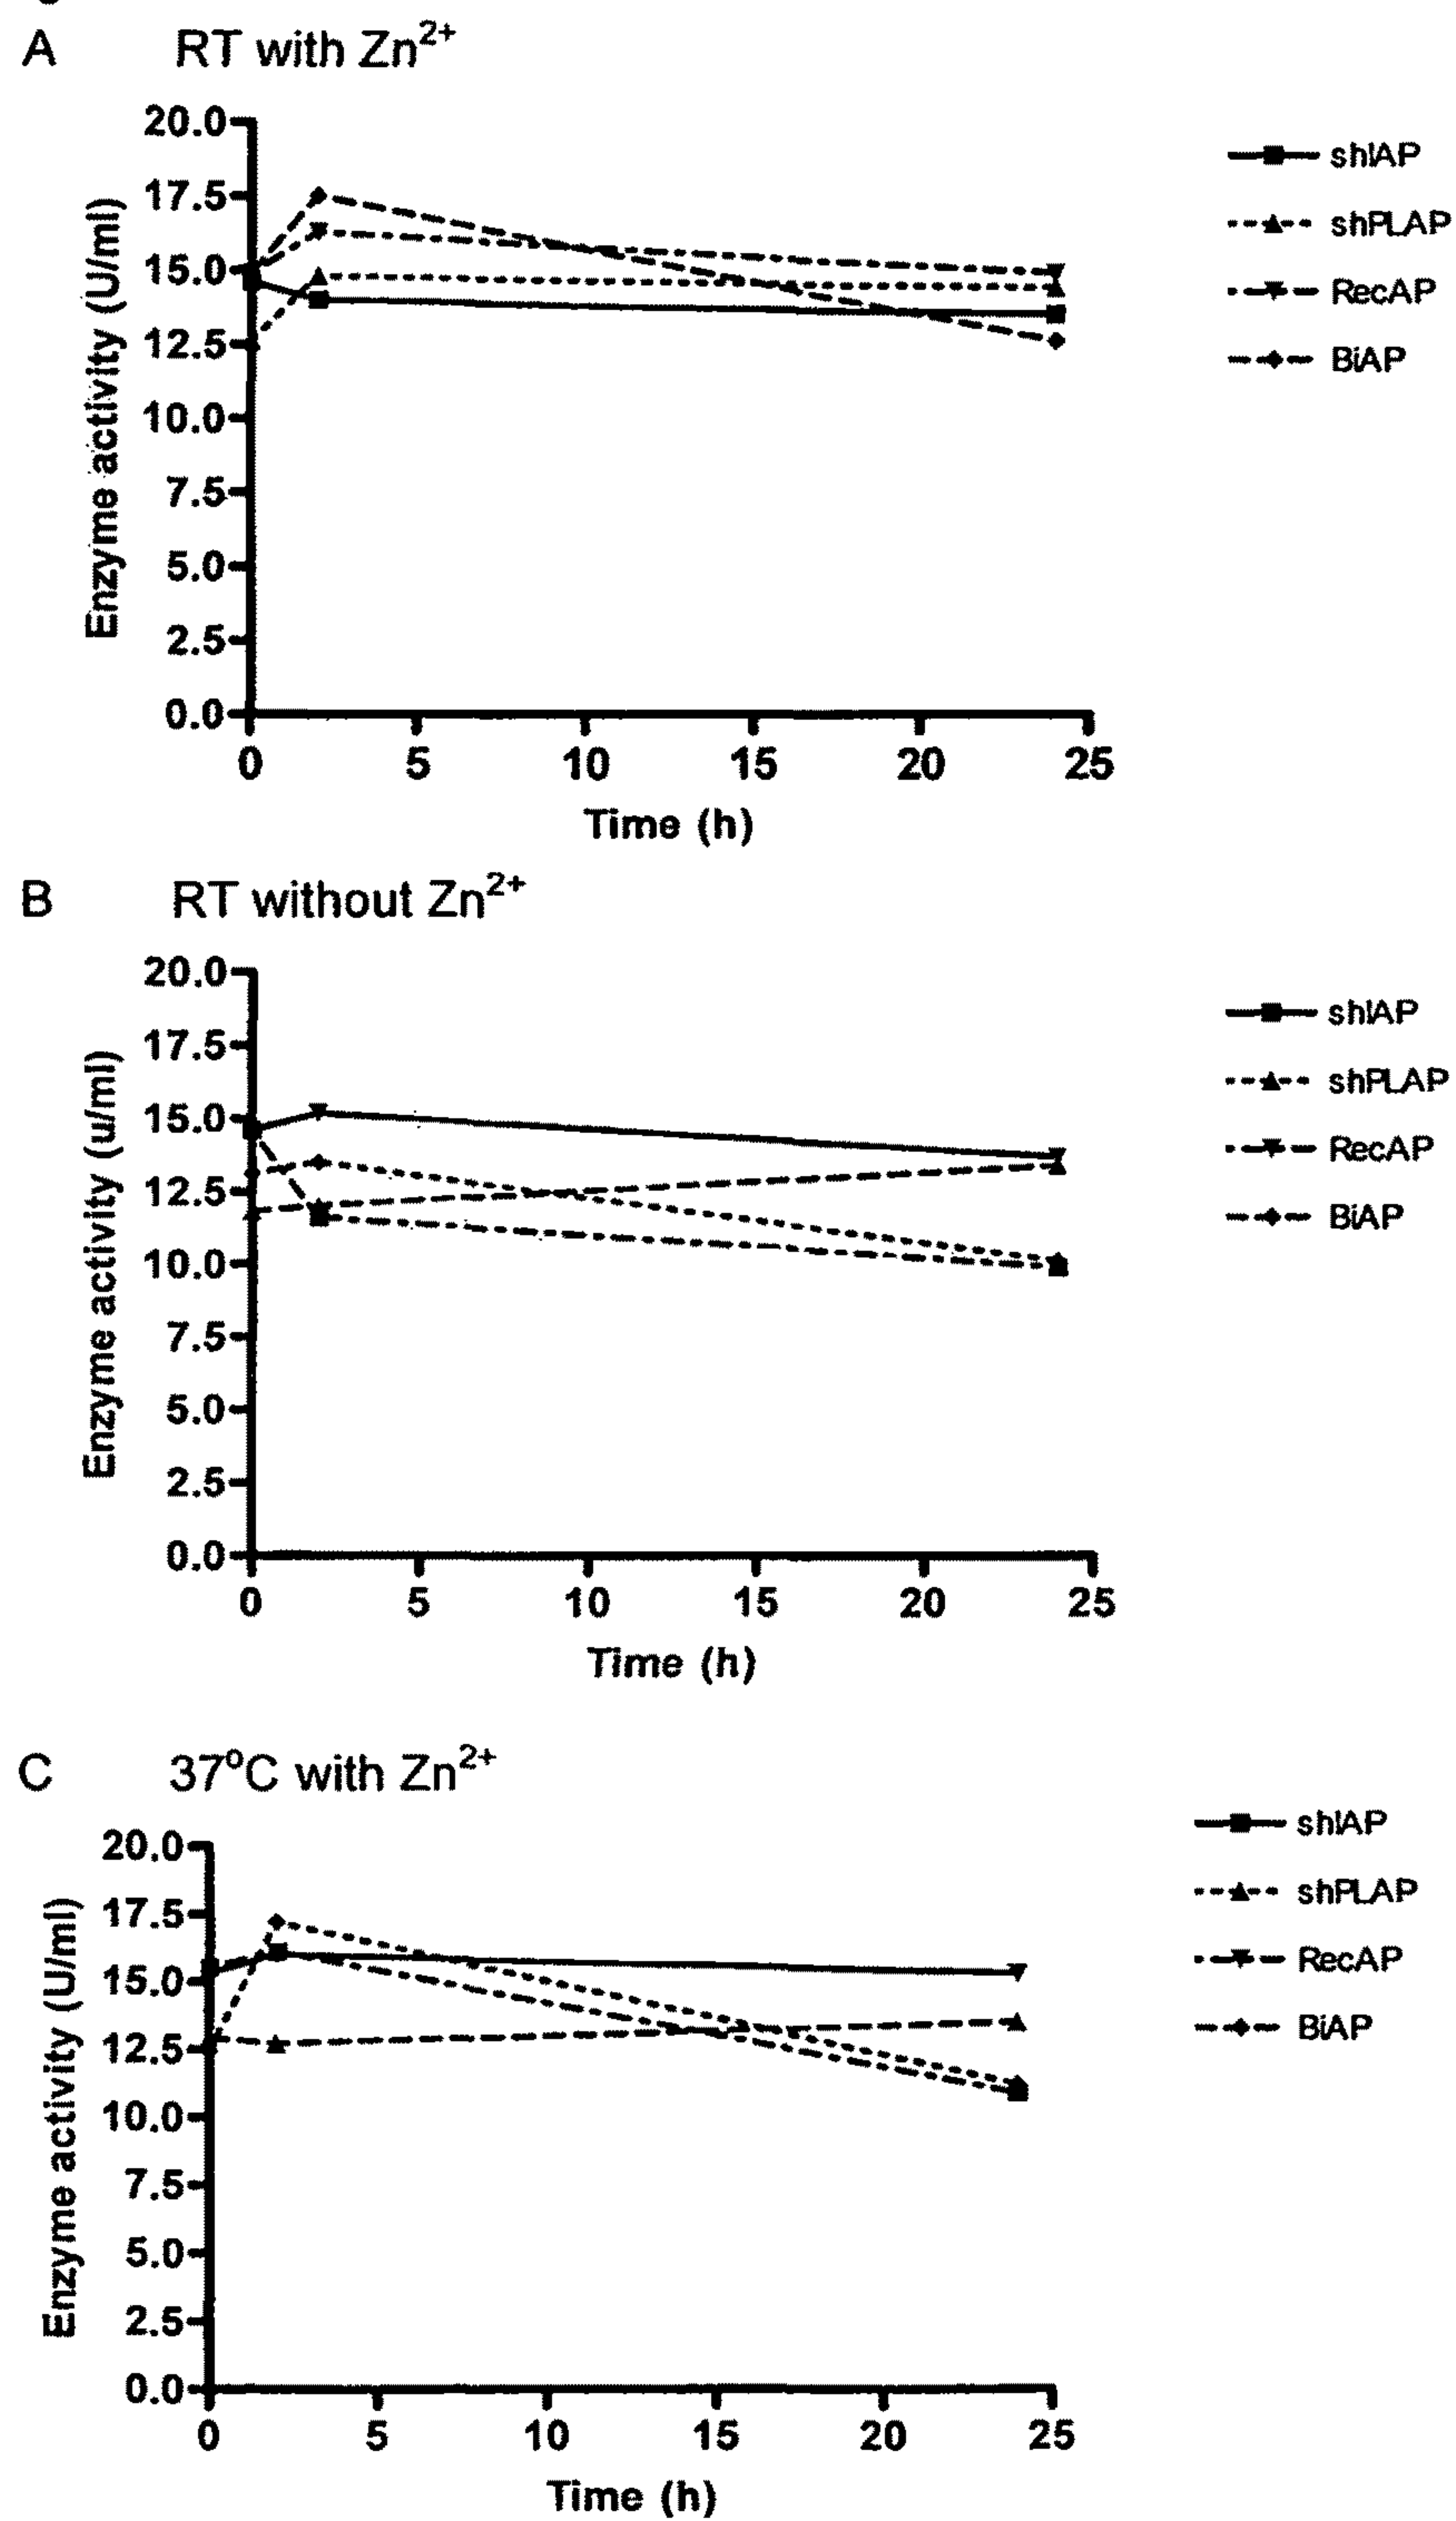 A RT with Zn2+
20.0
17.5
15.0
12.5
10.0
7.5
5.0
2.5
0.0
Enzyme activity (U/ml)
0 5 10 15 20 25
Time (h)
shIAP
shPLAP
RecAP
BiAP
B RT without Zn2+
20.0
17.5
15.0
12.5
10.0
7.5
5.0
2.5
0.0
Enzyme activity (u/ml)
0 5 10 15 20 25
Time (h)
shIAP
shPLAP
RecAP
BiAP
C 37°C with Zn2+
20.0
17.5
15.0
12.5
10.0
7.5
5.0
2.5
0.0
Enzyme activity (U/ml)
0 5 10 15 20 25
Time (h)
shIAP
shPLAP
RecAP
BiAP